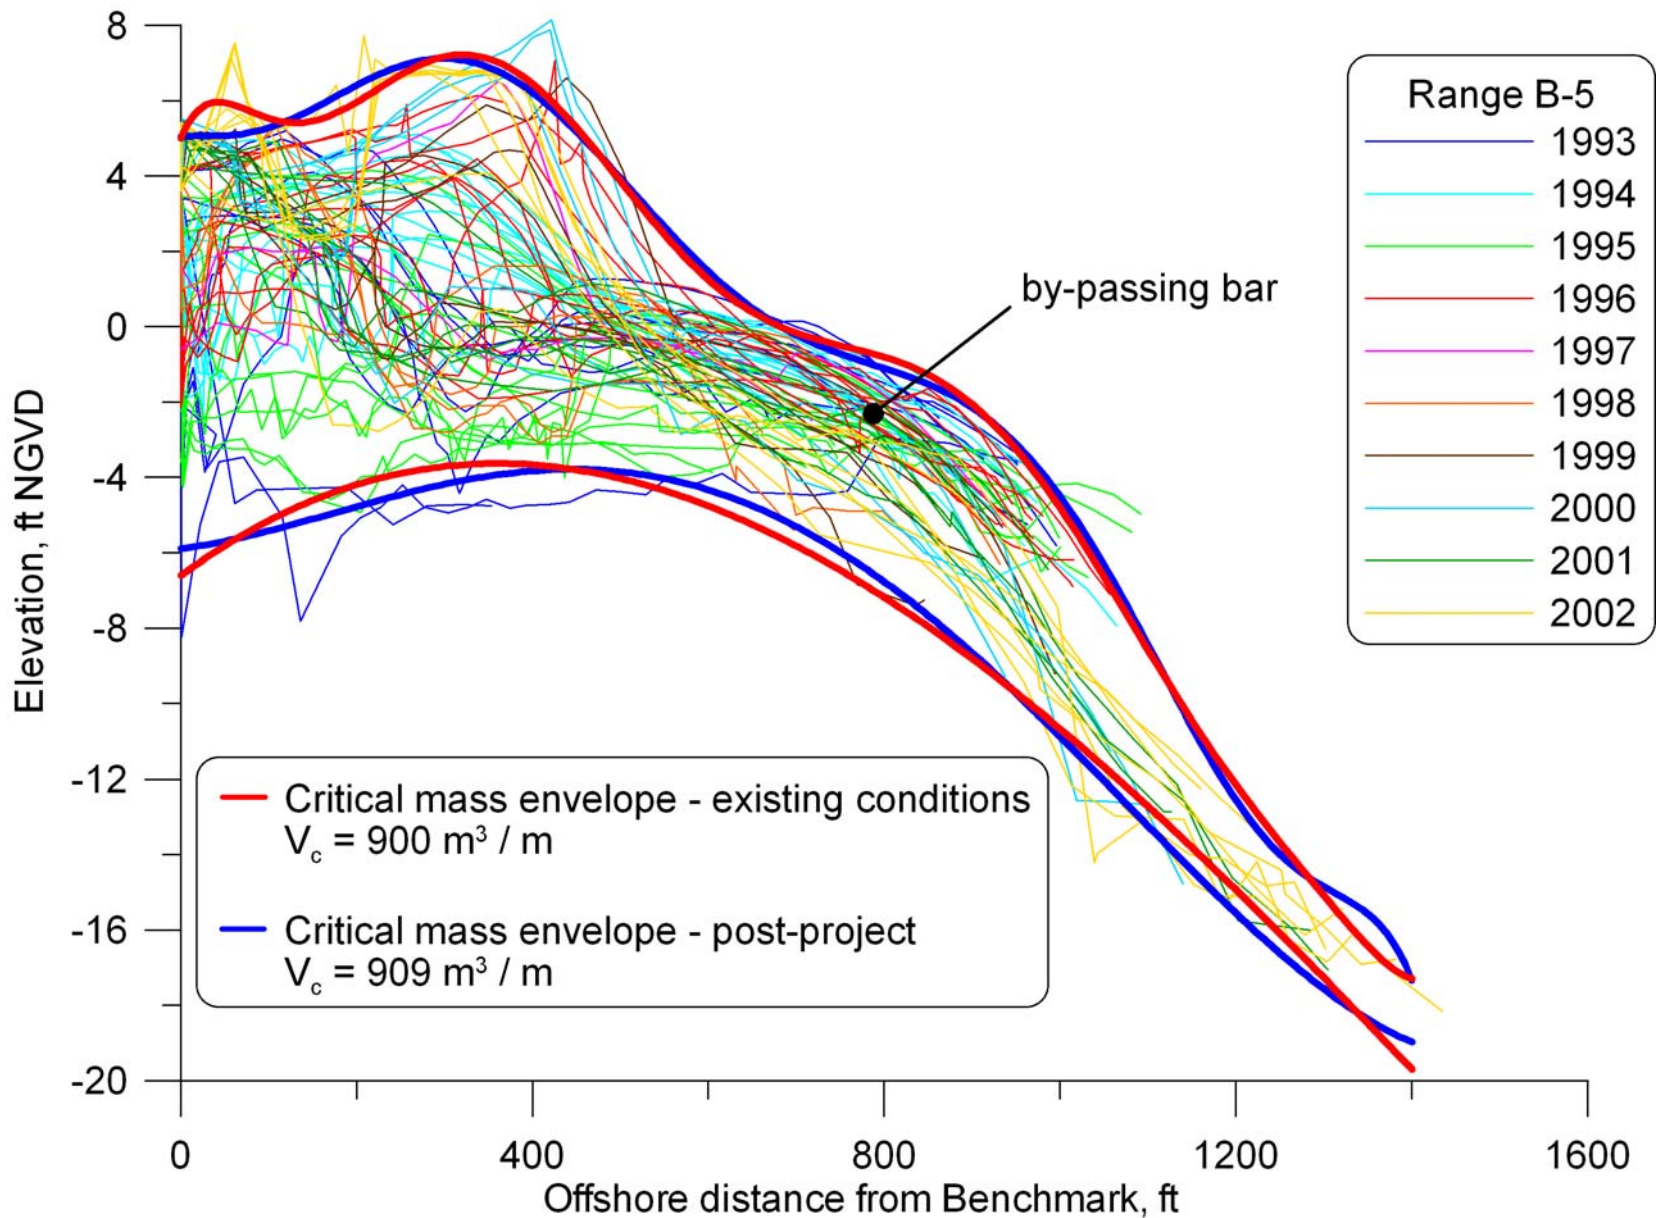 8
4
0
-4
-8
-12
-16
-20
Elevation, ft NGVD
0
400
800
1200
1600
Offshore distance from Benchmark, ft
by-passing bar
Range B-5
1993
1994
1995
1996
1997
1998
1999
2000
2001
2002
Critical mass envelope - existing conditions
Vc = 900 m³ / m
Critical mass envelope - post-project
Vc = 909 m³ / m